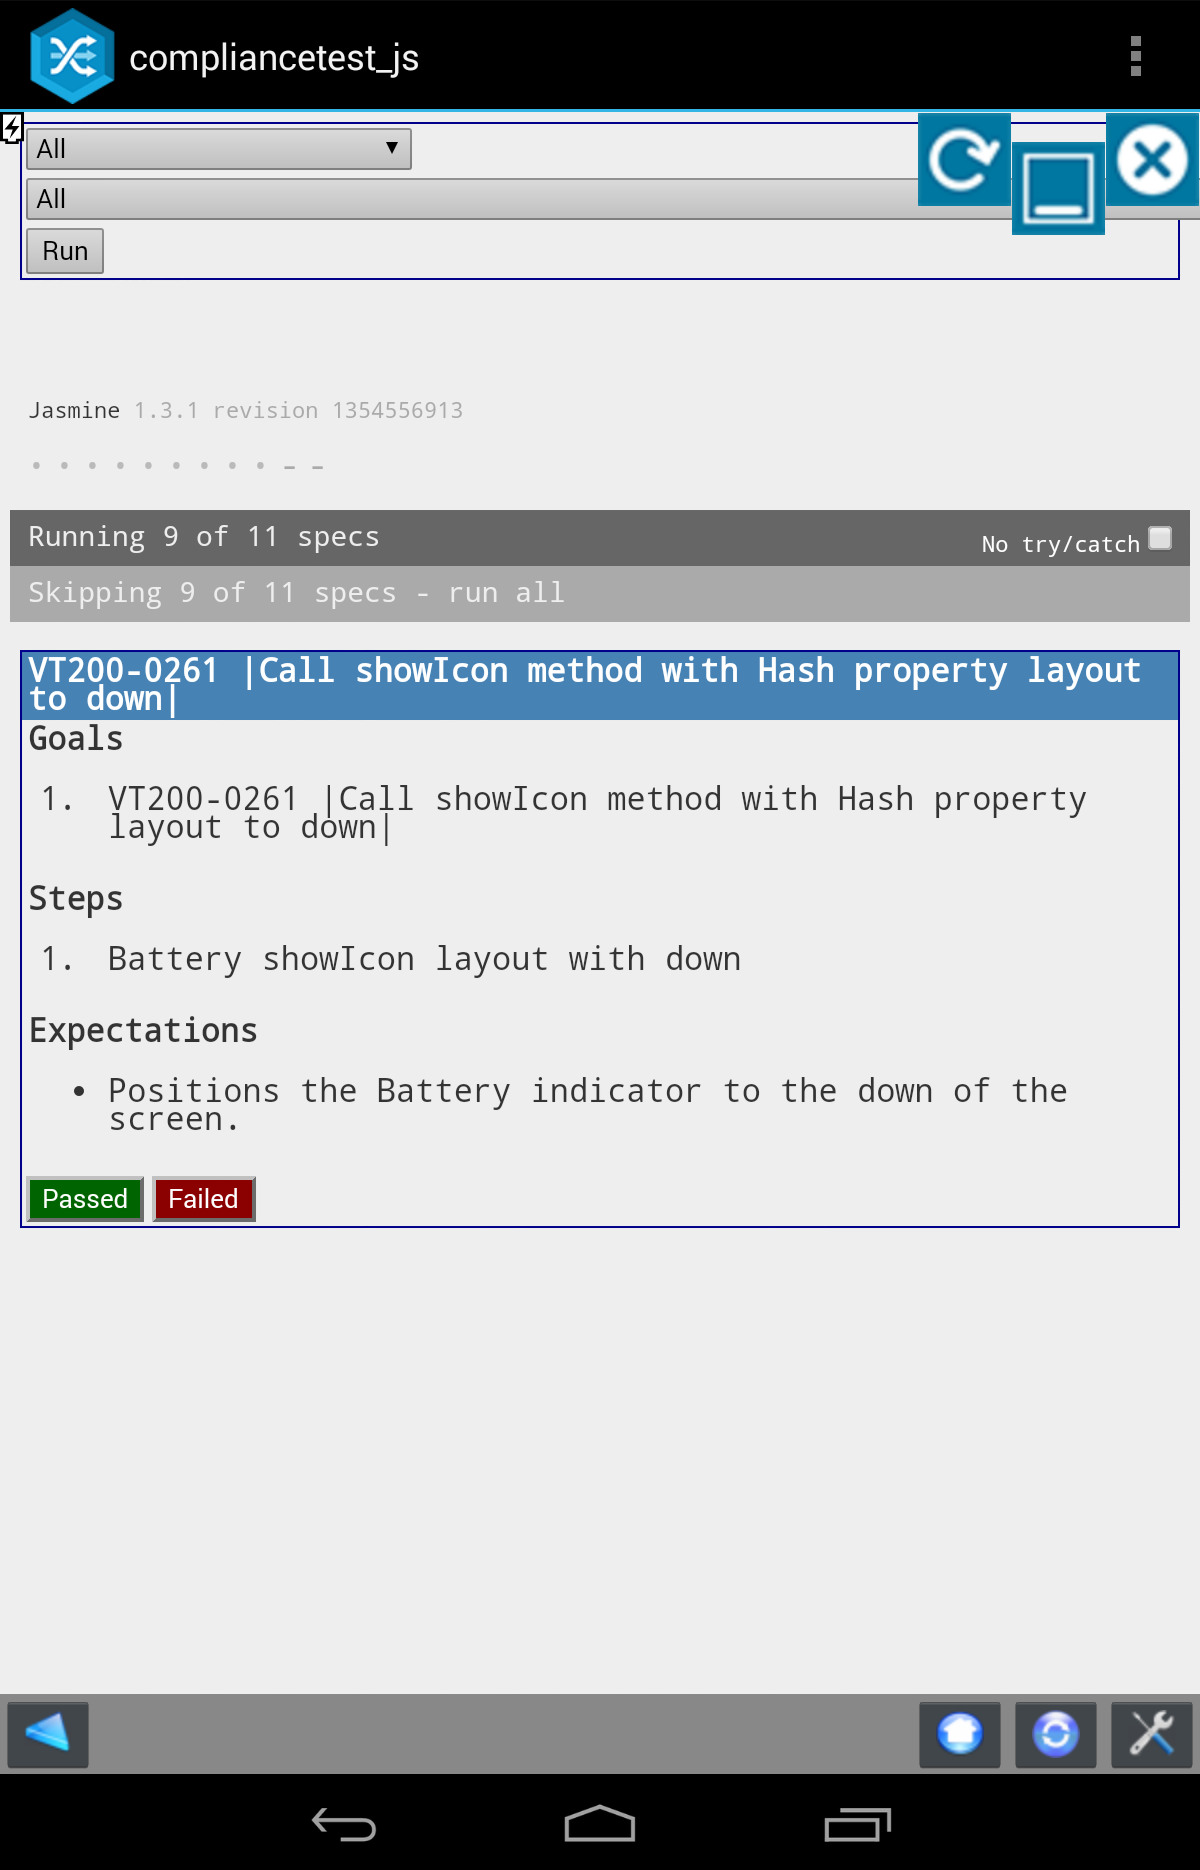 compliancetest_js
All
All
Run
Jasmine 1.3.1 revision 1354556913
Running 9 of 11 specs
No try/catch
Skipping 9 of 11 specs - run all
VT200-0261 |Call showIcon method with Hash property layout
to down|
Goals
1. VT200-0261 |Call showIcon method with Hash property
layout to down|
Steps
1. Battery showIcon layout with down
Expectations
• Positions the Battery indicator to the down of the
screen.
Passed Failed